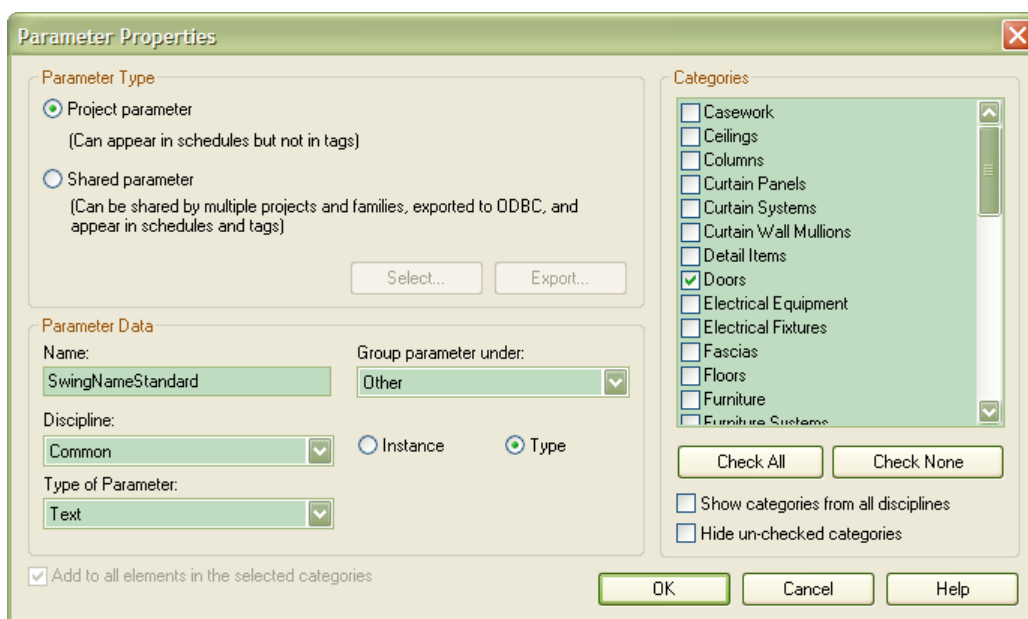 Parameter Properties
Parameter Type
Project parameter
(Can appear in schedules but not in tags)
Shared parameter
(Can be shared by multiple projects and families, exported to ODBC, and
appear in schedules and tags)
Select...
Export...
Parameter Data
Name:
SwingNameStandard
Group parameter under:
Other
Discipline:
Common
Instance
Type
Type of Parameter:
Text
Add to all elements in the selected categories
Categories
Casework
Ceilings
Columns
Curtain Panels
Curtain Systems
Curtain Wall Mullions
Detail Items
Doors
Electrical Equipment
Electrical Fixtures
Fascias
Floors
Furniture
Furniture Systems
Check All
Check None
Show categories from all disciplines
Hide un-checked categories
OK
Cancel
Help